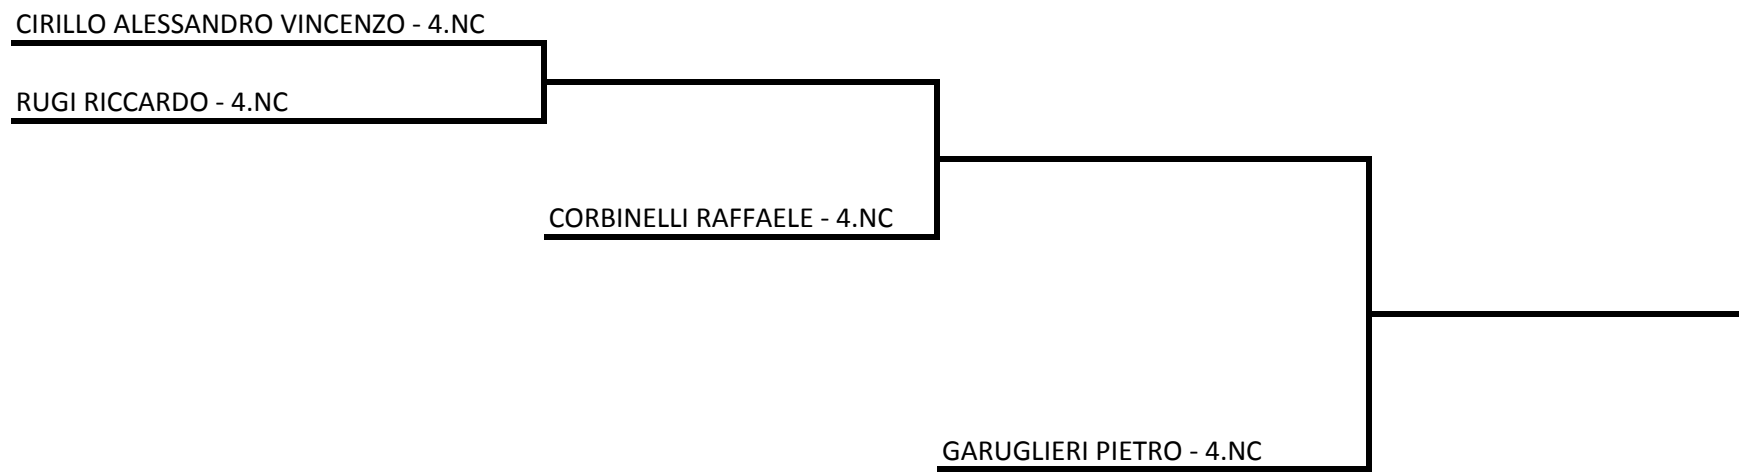 CIRILLO ALESSANDRO VINCENZO - 4.NC
RUGI RICCARDO - 4.NC
CORBINELLI RAFFAELE - 4.NC
GARUGLIERI PIETRO - 4.NC